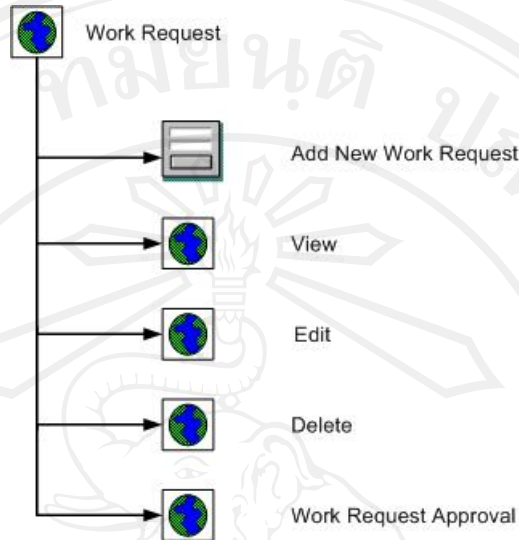 Work Request
Add New Work Request
View
Edit
Delete
Work Request Approval